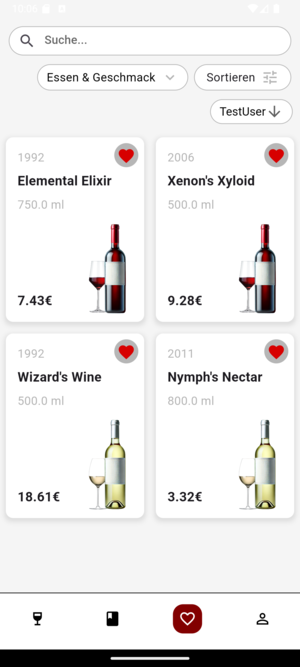 Suche...
Essen & Geschmack
Sortieren
TestUser
1992
Elemental Elixir
750.0 ml
7.43€
2006
Xenon's Xyloid
500.0 ml
9.28€
1992
Wizard's Wine
500.0 ml
18.61€
2011
Nymph's Nectar
800.0 ml
3.32€